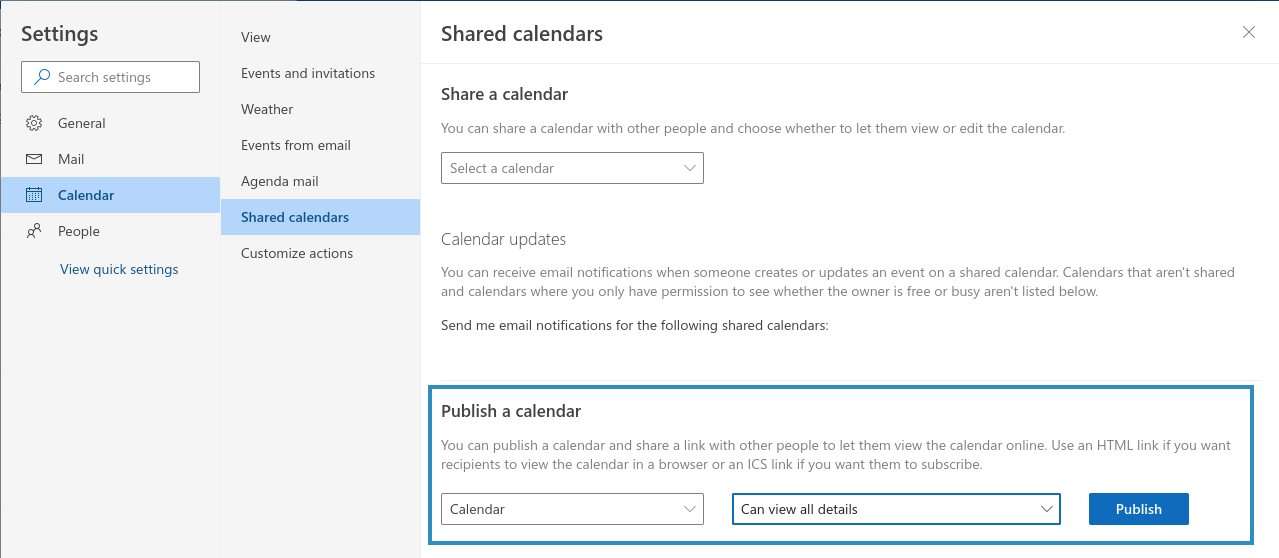 Settings
Search settings
General
Mail
Calendar
People
View quick settings
View
Events and invitations
Weather
Events from email
Agenda mail
Shared calendars
Customize actions
Shared calendars
Share a calendar
You can share a calendar with other people and choose whether to let them view or edit the calendar.
Select a calendar
Calendar updates
You can receive email notifications when someone creates or updates an event on a shared calendar. Calendars that aren't shared
and calendars where you only have permission to see whether the owner is free or busy aren't listed below.
Send me email notifications for the following shared calendars:
Publish a calendar
You can publish a calendar and share a link with other people to let them view the calendar online. Use an HTML link if you want
recipients to view the calendar in a browser or an ICS link if you want them to subscribe.
Calendar
Can view all details
Publish